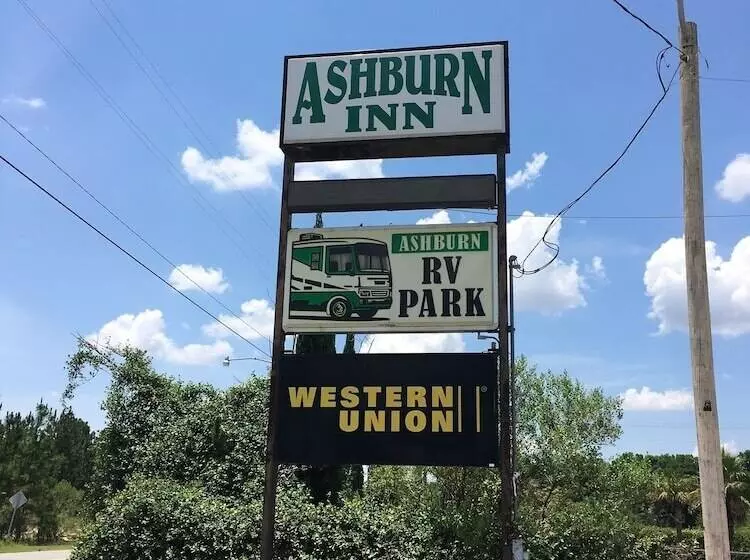 ASHBURN
INN
ASHBURN
RV
PARK
WESTERN
UNION